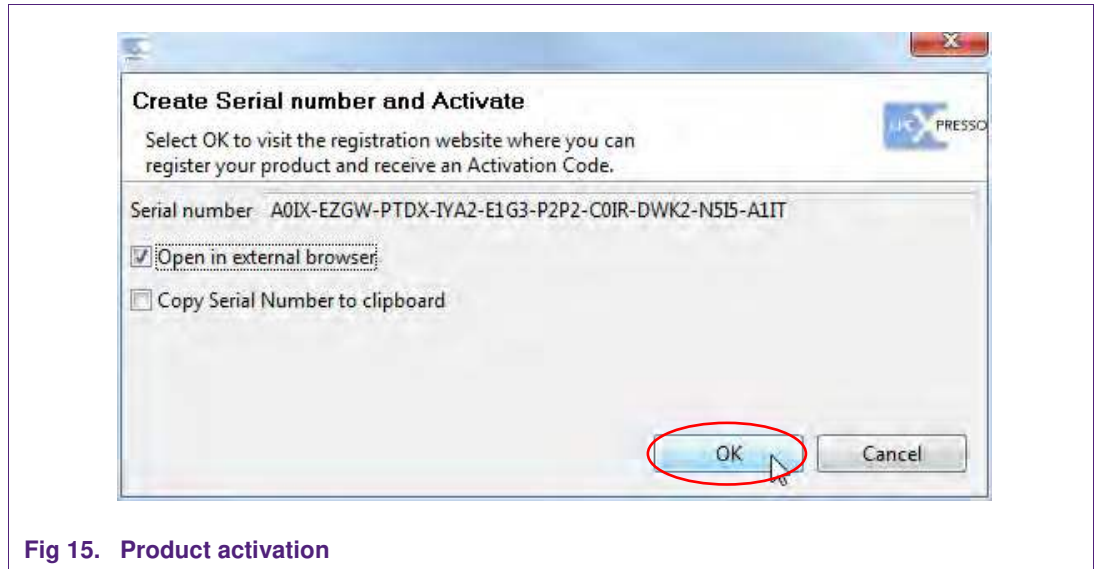 Create Serial number and Activate
LPC XPRESSO
Select OK to visit the registration website where you can
register your product and receive an Activation Code.
Serial number A0IX-EZGW-PTDX-IYA2-E1G3-P2P2-C0IR-DWK2-N5I5-A1IT
Open in external browser
Copy Serial Number to clipboard
OK
Cancel
Fig 15. Product activation